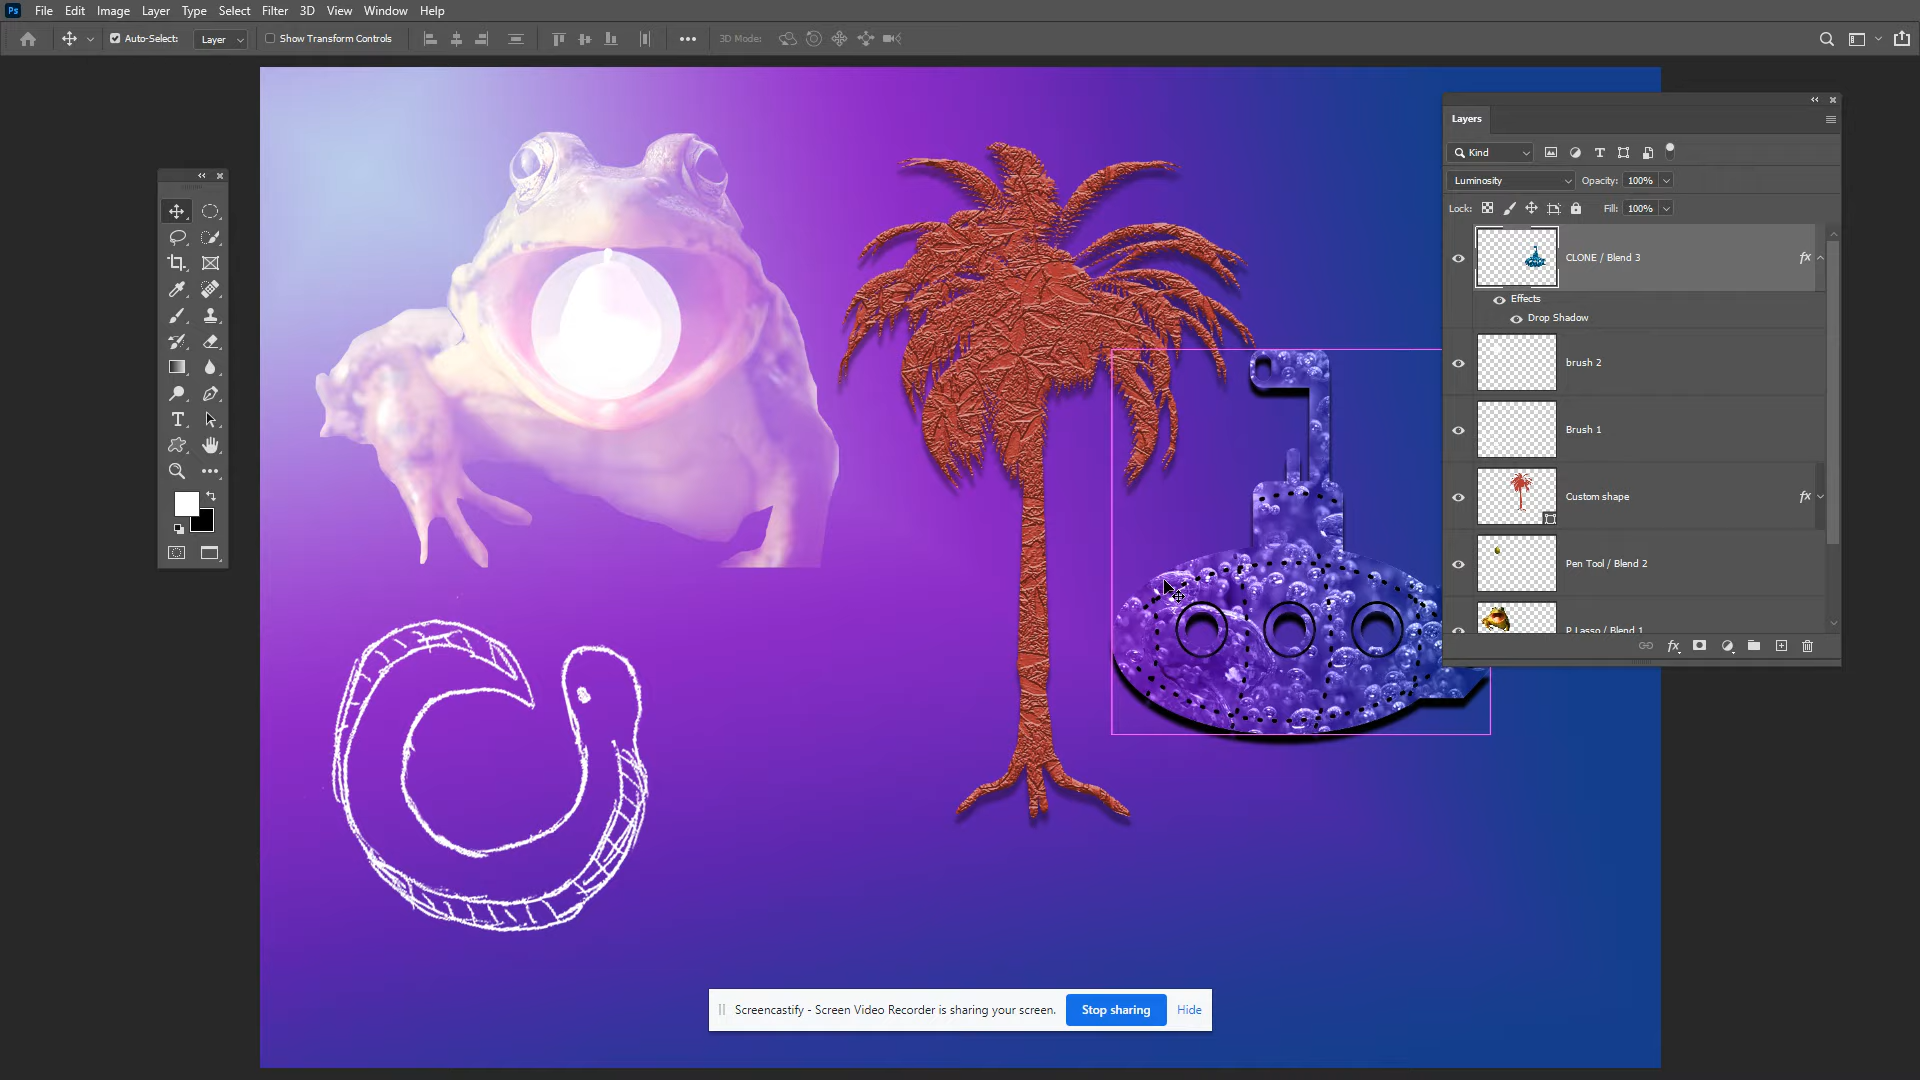 Ps File Edit Image Layer Type Select Filter 3D View Window Help
Auto-Select: Layer Show Transform Controls 3D Mode:
Layers
Kind
Luminosity Opacity: 100%
Lock: Fill: 100%
CLONE / Blend 3 fx
Effects
Drop Shadow
brush 2
Brush 1
Custom shape fx
Pen Tool / Blend 2
P Lasso / Blend 1
fx
Screencastify - Screen Video Recorder is sharing your screen. Stop sharing Hide